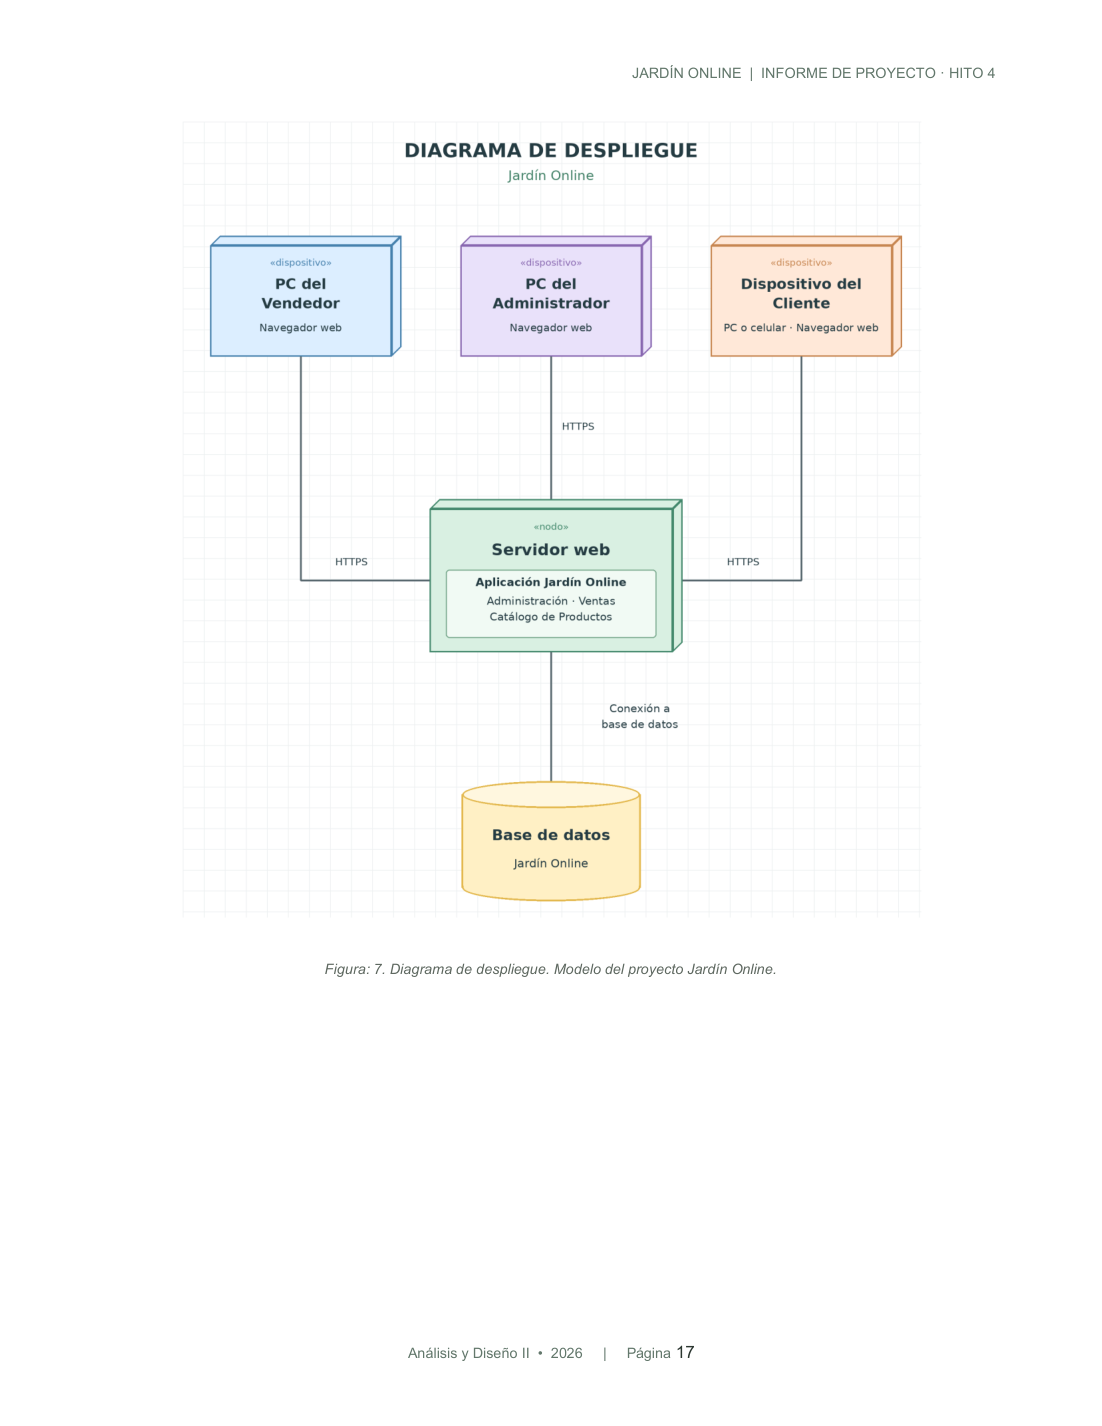 JARDÍN ONLINE | INFORME DE PROYECTO · HITO 4
DIAGRAMA DE DESPLIEGUE
Jardín Online
«dispositivo»
PC del
Vendedor
Navegador web
«dispositivo»
PC del
Administrador
Navegador web
«dispositivo»
Dispositivo del
Cliente
PC o celular · Navegador web
HTTPS
HTTPS
HTTPS
«nodo»
Servidor web
Aplicación Jardín Online
Administración · Ventas
Catálogo de Productos
Conexión a
base de datos
Base de datos
Jardín Online
Figura: 7. Diagrama de despliegue. Modelo del proyecto Jardín Online.
Análisis y Diseño II • 2026 | Página 17